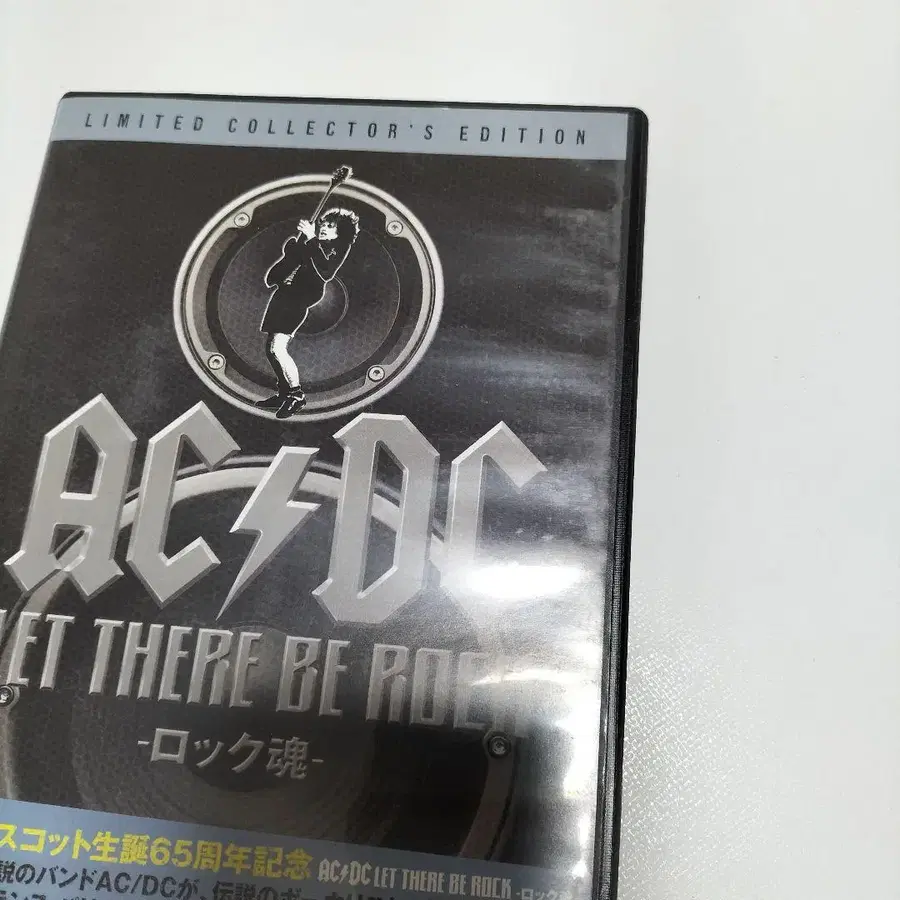 LIMITED COLLECTOR'S EDITION
AC⚡DC
LET THERE BE ROCK
-ロック魂-
スコット生誕65周年記念 AC⚡DC LET THERE BE ROCK -ロック
説のバンドAC/DCが、伝説の